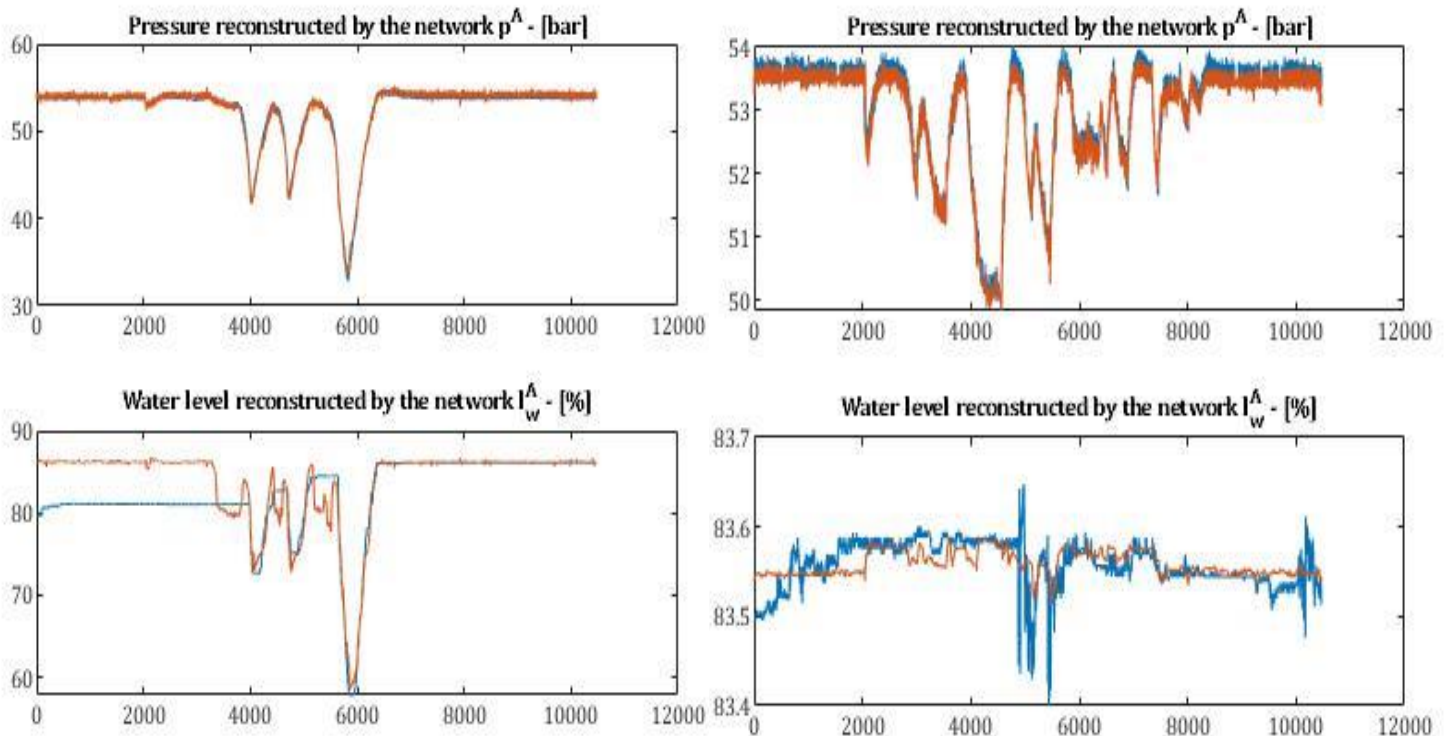 Pressure reconstructed by the network p^Λ - [bar]
60
50
40
30
0 2000 4000 6000 8000 10000 12000
Pressure reconstructed by the network p^Λ - [bar]
54
53
52
51
50
0 2000 4000 6000 8000 10000 12000
Water level reconstructed by the network l_w^Λ - [%]
90
80
70
60
0 2000 4000 6000 8000 10000 12000
Water level reconstructed by the network l_w^Λ - [%]
83.7
83.6
83.5
83.4
0 2000 4000 6000 8000 10000 12000